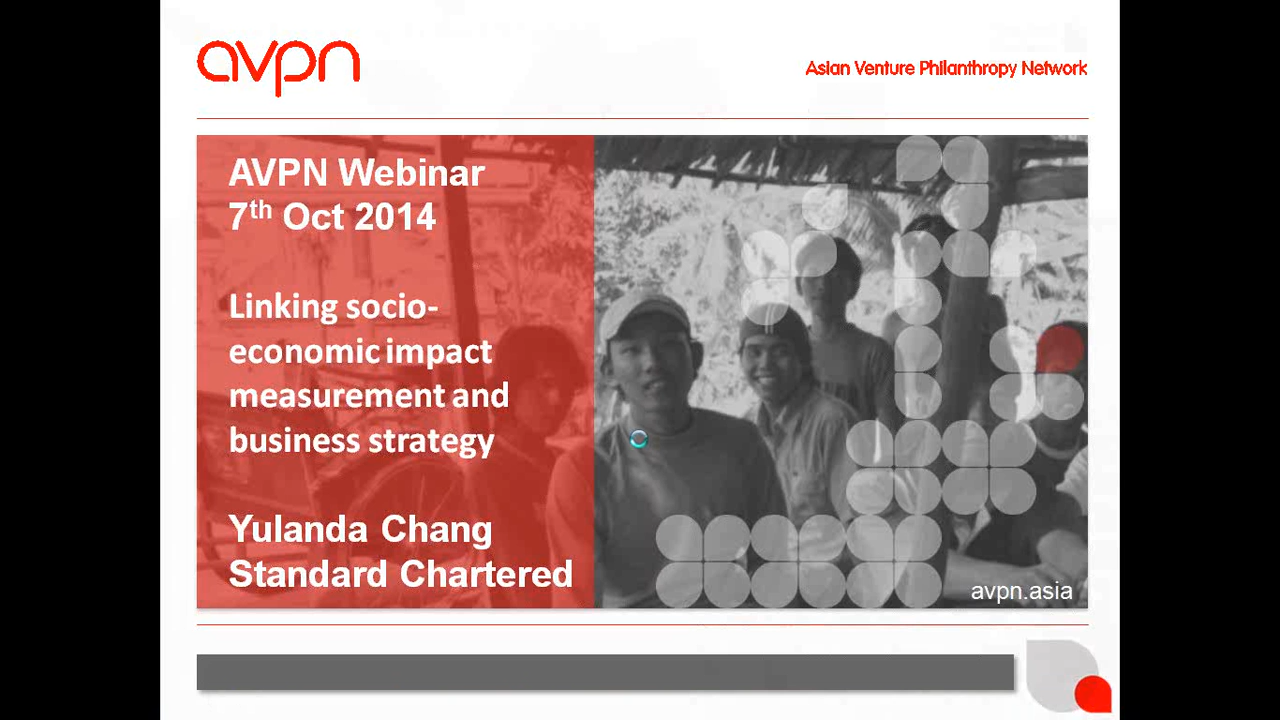 avpn
Asian Venture Philanthropy Network
AVPN Webinar
7th Oct 2014
Linking socio-
economic impact
measurement and
business strategy
Yulanda Chang
Standard Chartered
avpn.asia